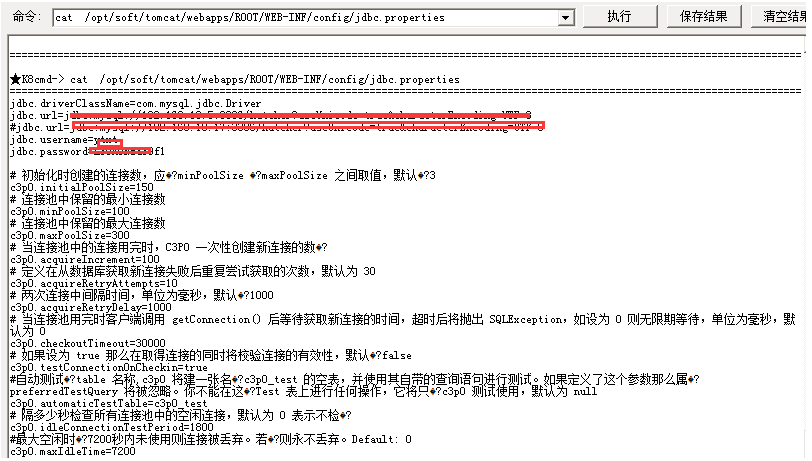 命令: cat /opt/soft/tomcat/webapps/ROOT/WEB-INF/config/jdbc.properties 执行 保存结果 清空结果
★K8cmd-> cat /opt/soft/tomcat/webapps/ROOT/WEB-INF/config/jdbc.properties
jdbc.driverClassName=com.mysql.jdbc.Driver
jdbc.url=
#jdbc.url=
jdbc.username=
jdbc.password
# 初始化时创建的连接数，应�?minPoolSize �?maxPoolSize 之间取值，默认�?3
c3p0.initialPoolSize=150
# 连接池中保留的最小连接数
c3p0.minPoolSize=100
# 连接池中保留的最大连接数
c3p0.maxPoolSize=300
# 当连接池中的连接用完时，C3P0 一次性创建新连接的数�?
c3p0.acquireIncrement=100
# 定义在从数据库获取新连接失败后重复尝试获取的次数，默认为 30
c3p0.acquireRetryAttempts=10
# 两次连接中间隔时间，单位为毫秒，默认�?1000
c3p0.acquireRetryDelay=1000
# 当连接池用完时客户端调用 getConnection() 后等待获取新连接的时间，超时后将抛出 SQLException，如设为 0 则无限期等待，单位为毫秒，默
认为 0
c3p0.checkoutTimeout=30000
# 如果设为 true 那么在取得连接的同时将校验连接的有效性，默认�?false
c3p0.testConnectionOnCheckin=true
#自动测试�?table 名称,c3p0 将建一张名�?c3p0_test 的空表，并使用其自带的查询语句进行测试。如果定义了这个参数那么属�?
preferredTestQuery 将被忽略。你不能在这�?Test 表上进行任何操作，它将只�?c3p0 测试使用，默认为 null
c3p0.automaticTestTable=c3p0_test
# 隔多少秒检查所有连接池中的空闲连接，默认为 0 表示不检�?
c3p0.idleConnectionTestPeriod=1800
#最大空闲时�?7200秒内未使用则连接被丢弃。若�?则永不丢弃。Default: 0
c3p0.maxIdleTime=7200